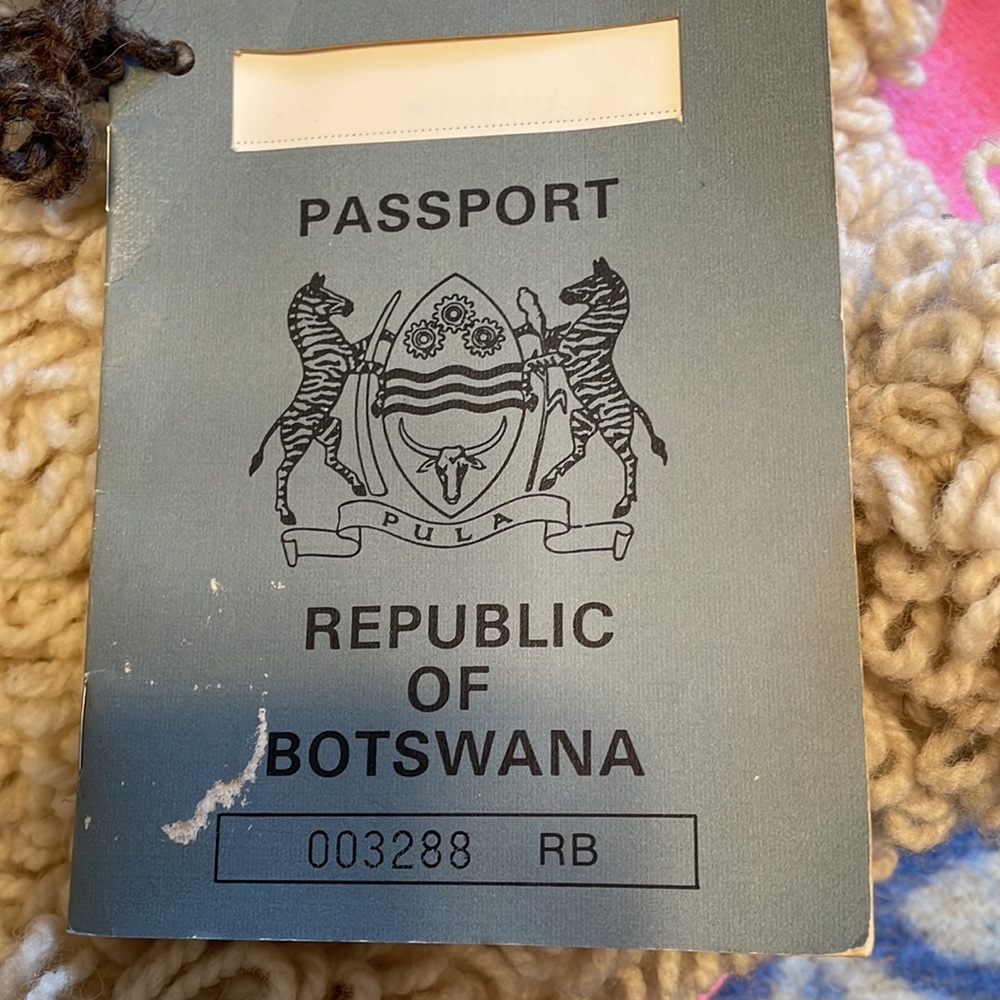 PASSPORT
PULA
REPUBLIC
OF
BOTSWANA
003288 RB